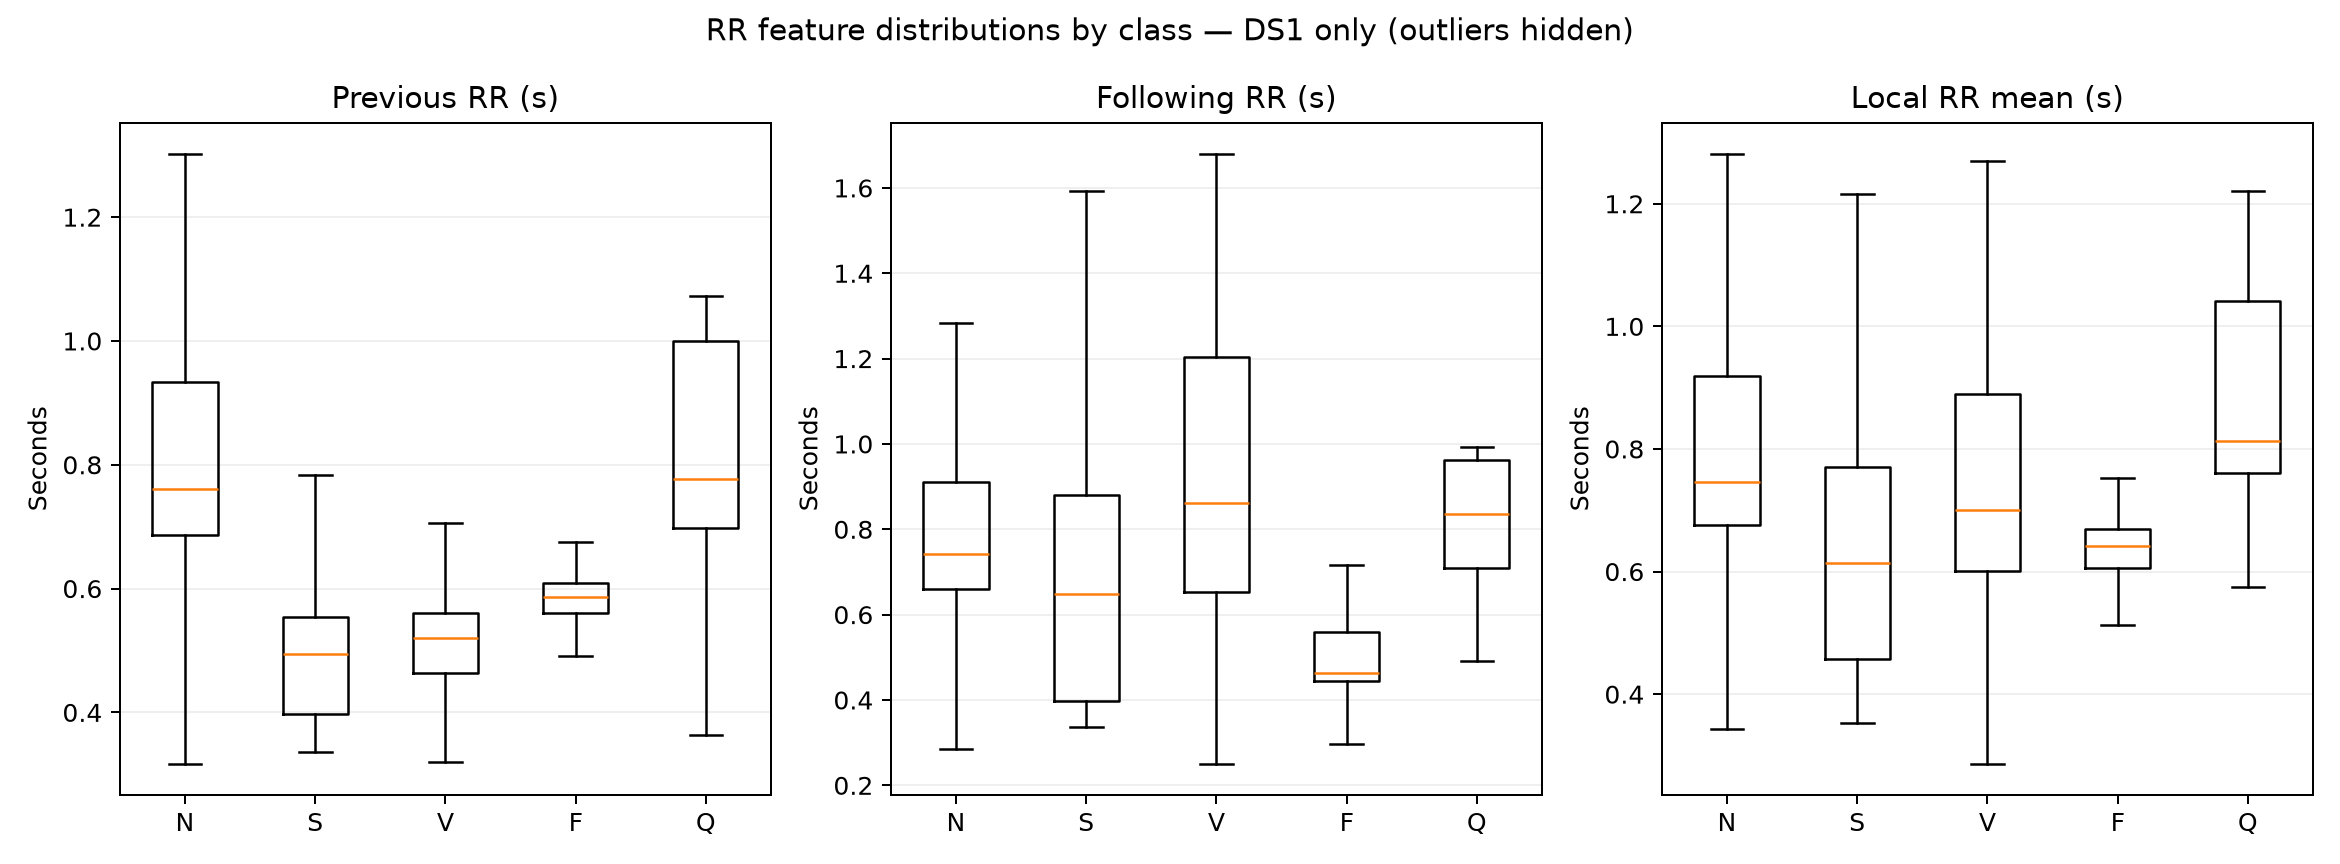 RR feature distributions by class — DS1 only (outliers hidden)
Previous RR (s)
Seconds
1.2
1.0
0.8
0.6
0.4
N S V F Q
Following RR (s)
Seconds
1.6
1.4
1.2
1.0
0.8
0.6
0.4
0.2
N S V F Q
Local RR mean (s)
Seconds
1.2
1.0
0.8
0.6
0.4
N S V F Q